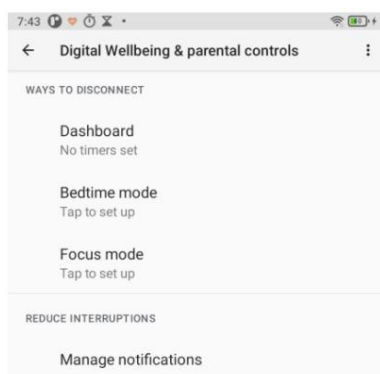 7:43
Digital Wellbeing & parental controls
WAYS TO DISCONNECT
Dashboard
No timers set
Bedtime mode
Tap to set up
Focus mode
Tap to set up
REDUCE INTERRUPTIONS
Manage notifications